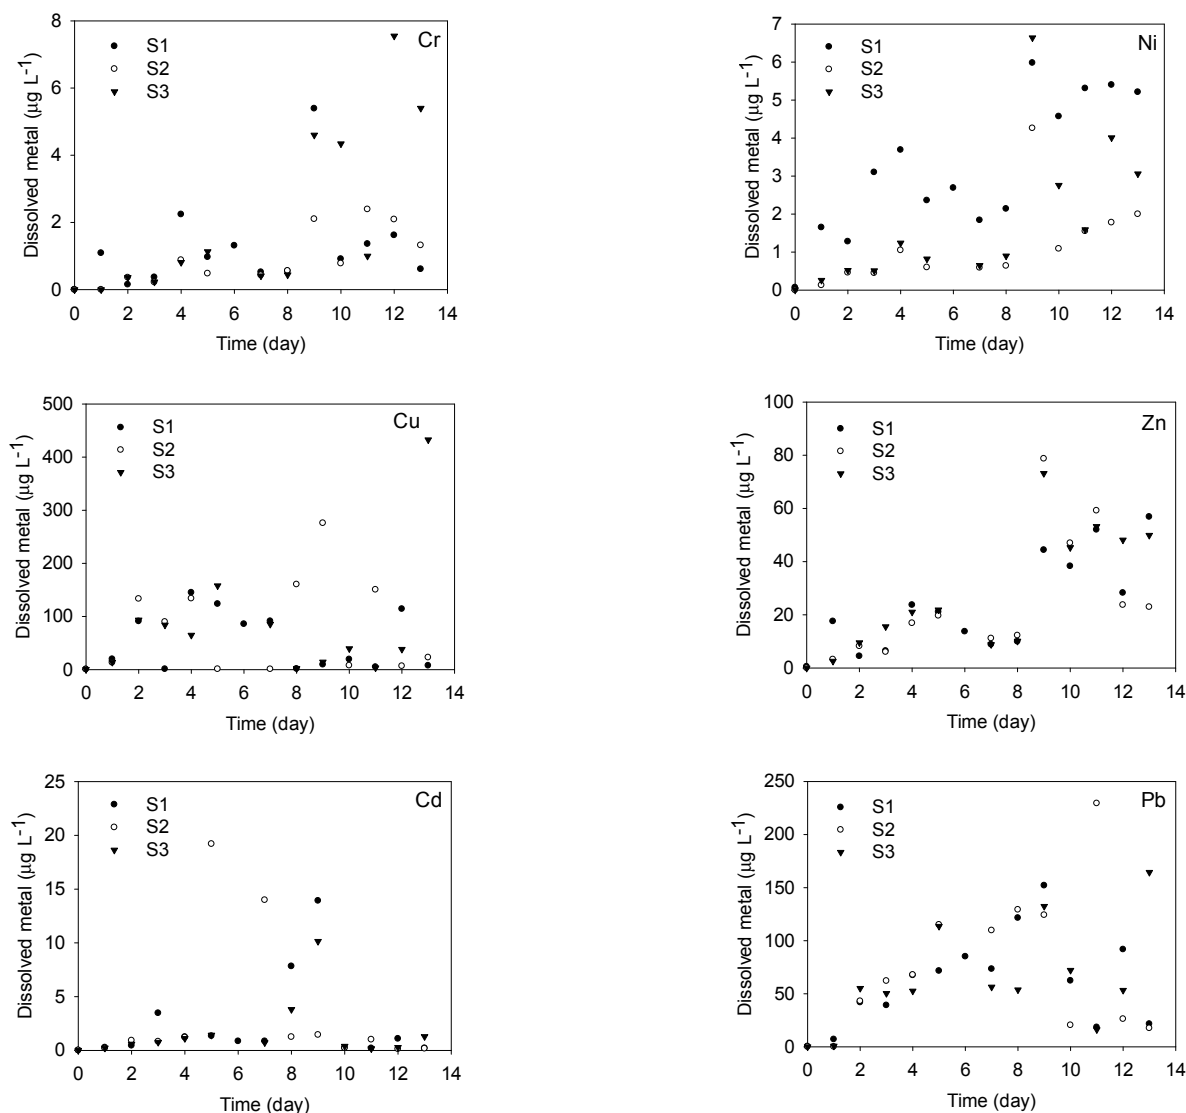 Cr
S1
S2
S3
Dissolved metal (μg L⁻¹)
8
6
4
2
0
0 2 4 6 8 10 12 14
Time (day)
Ni
S1
S2
S3
Dissolved metal (μg L⁻¹)
7
6
5
4
3
2
1
0
0 2 4 6 8 10 12 14
Time (day)
Cu
S1
S2
S3
Dissolved metal (μg L⁻¹)
500
400
300
200
100
0
0 2 4 6 8 10 12 14
Time (day)
Zn
S1
S2
S3
Dissolved metal (μg L⁻¹)
100
80
60
40
20
0
0 2 4 6 8 10 12 14
Time (day)
Cd
S1
S2
S3
Dissolved metal (μg L⁻¹)
25
20
15
10
5
0
0 2 4 6 8 10 12 14
Time (day)
Pb
S1
S2
S3
Dissolved metal (μg L⁻¹)
250
200
150
100
50
0
0 2 4 6 8 10 12 14
Time (day)